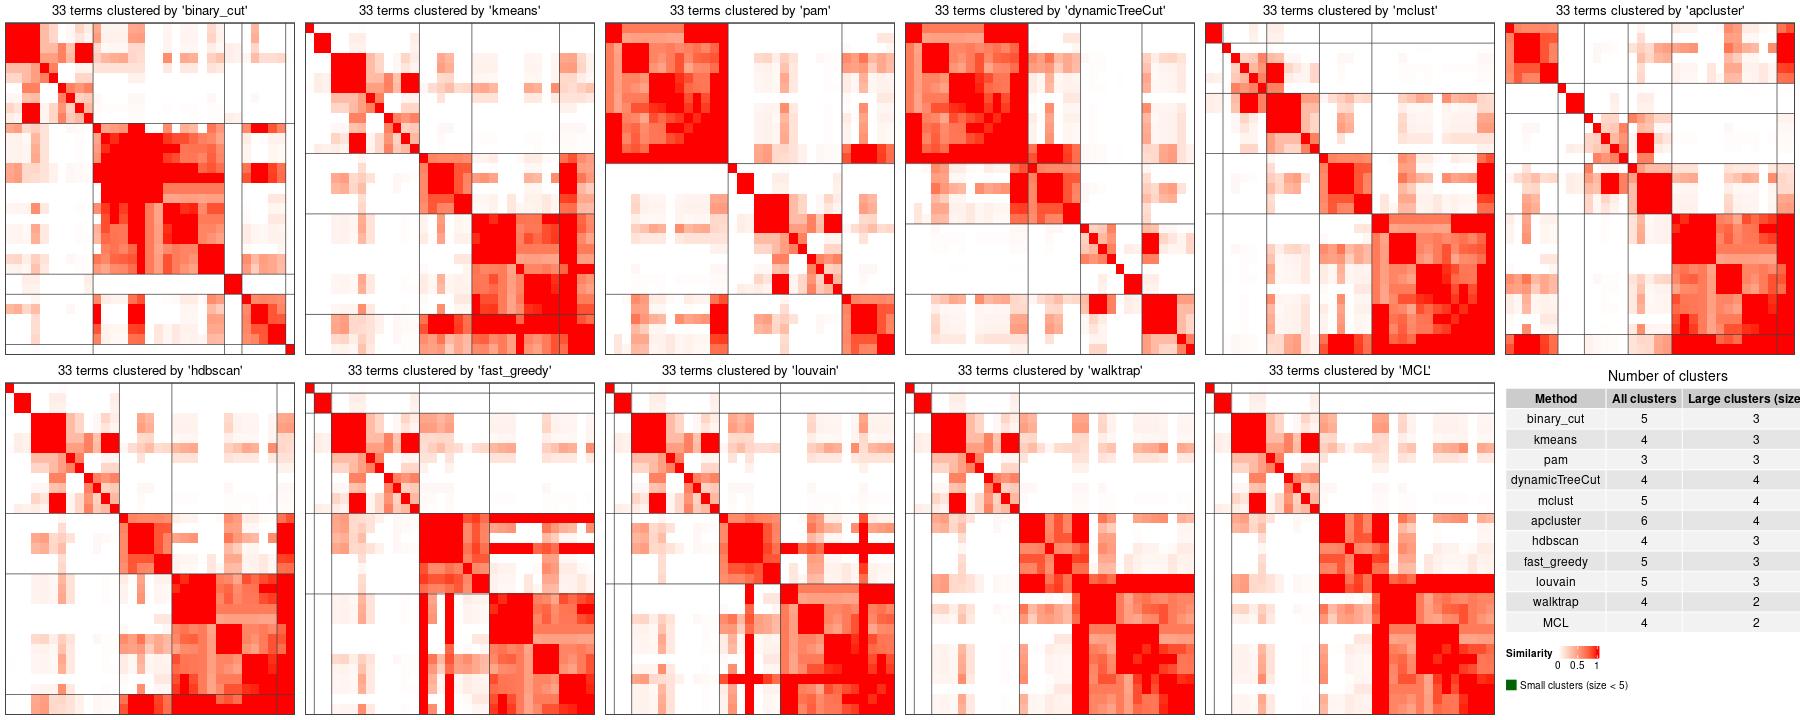 33 terms clustered by 'binary_cut'
33 terms clustered by 'kmeans'
33 terms clustered by 'pam'
33 terms clustered by 'dynamicTreeCut'
33 terms clustered by 'mclust'
33 terms clustered by 'apcluster'
33 terms clustered by 'hdbscan'
33 terms clustered by 'fast_greedy'
33 terms clustered by 'louvain'
33 terms clustered by 'walktrap'
33 terms clustered by 'MCL'
Number of clusters
Method All clusters Large clusters (size
binary_cut 5 3
kmeans 4 3
pam 3 3
dynamicTreeCut 4 4
mclust 5 4
apcluster 6 4
hdbscan 4 3
fast_greedy 5 3
louvain 5 3
walktrap 4 2
MCL 4 2
Similarity
0 0.5 1
Small clusters (size < 5)